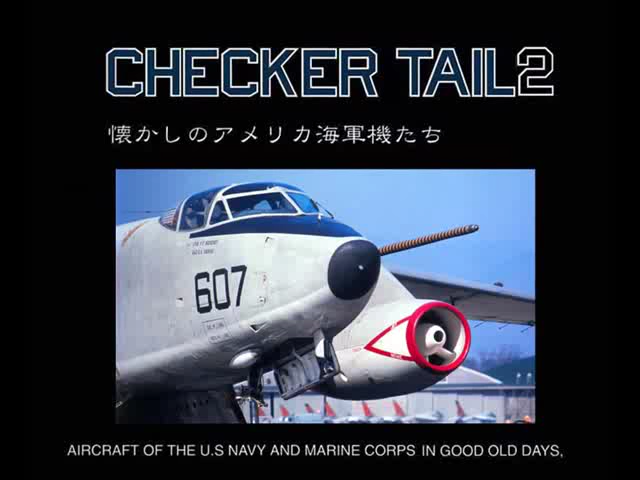 CHECKER TAIL2
懐かしのアメリカ海軍機たち
607
AIRCRAFT OF THE U.S NAVY AND MARINE CORPS IN GOOD OLD DAYS,